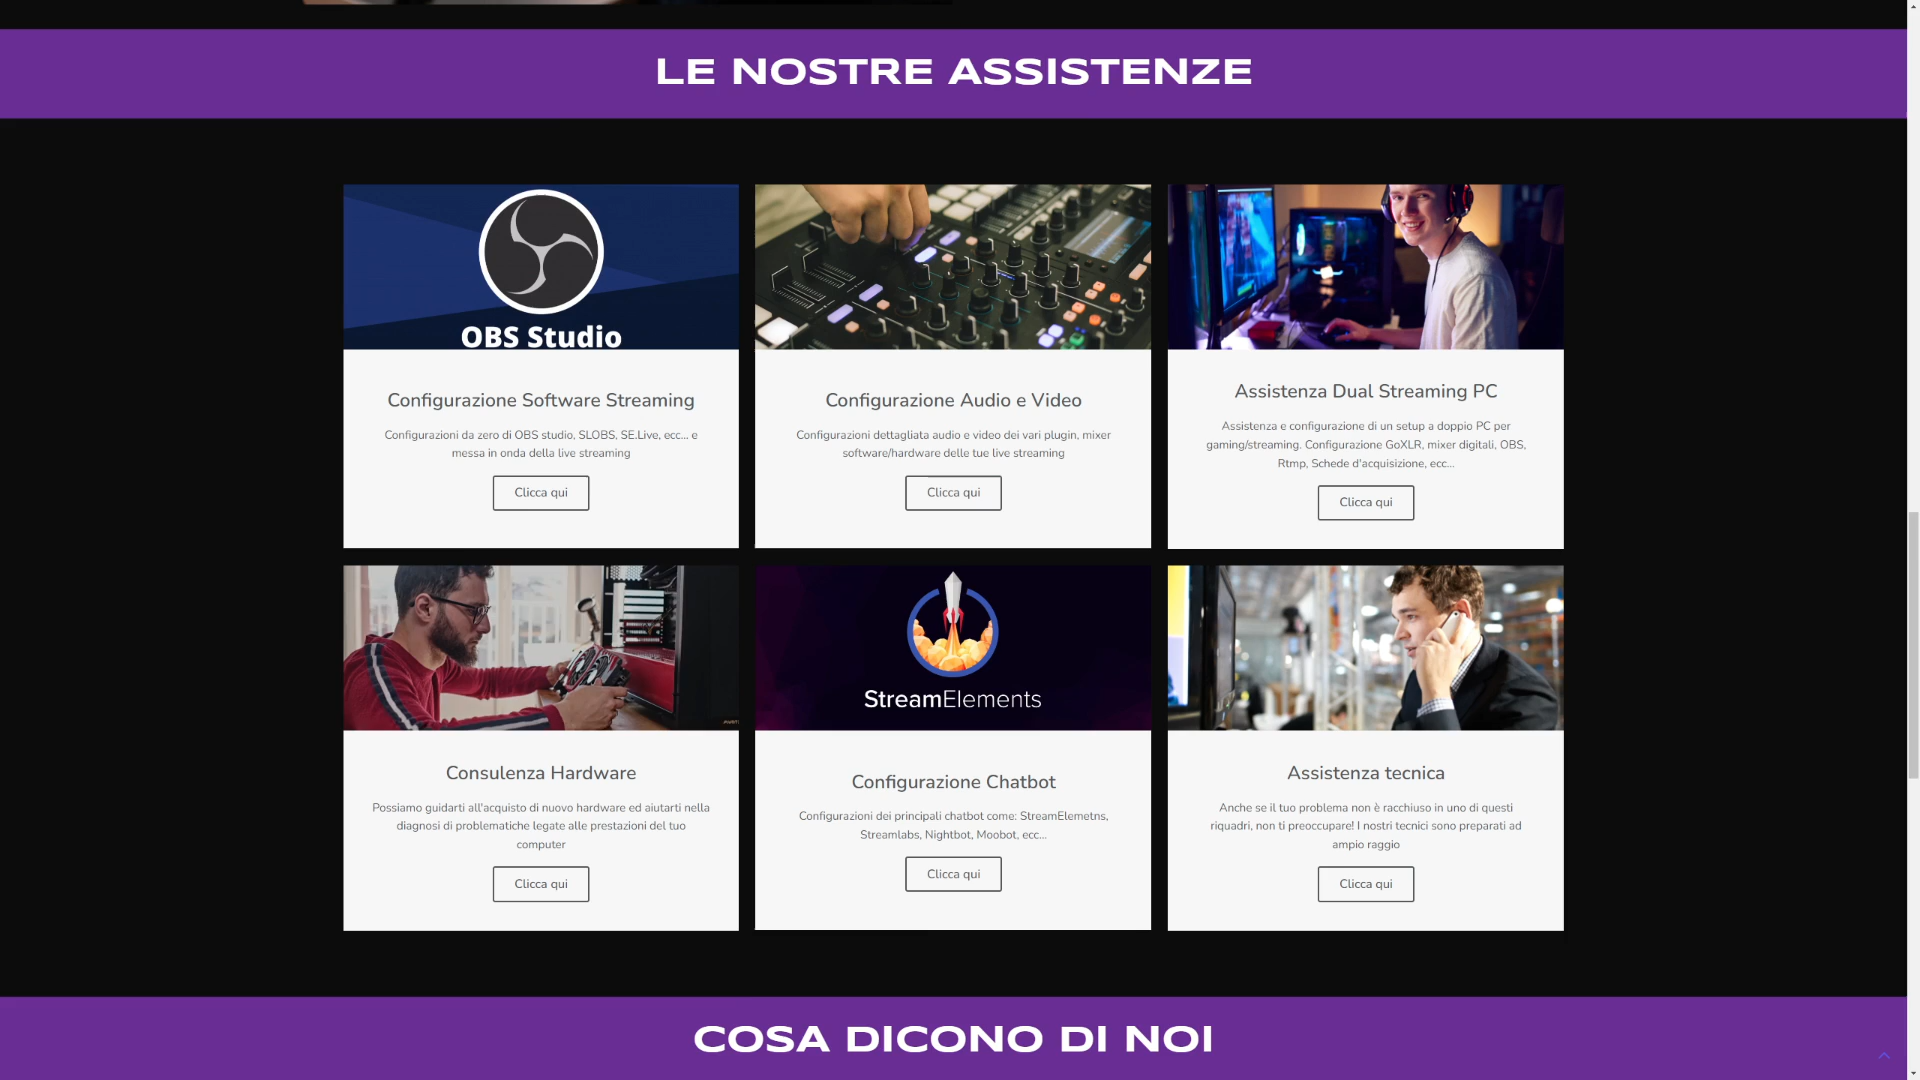 LE NOSTRE ASSISTENZE
OBS Studio
Configurazione Software Streaming
Configurazioni da zero di OBS studio, SLOBS, SE.Live, ecc... e
messa in onda della live streaming
Clicca qui
Configurazione Audio e Video
Configurazioni dettagliata audio e video dei vari plugin, mixer
software/hardware delle tue live streaming
Clicca qui
Assistenza Dual Streaming PC
Assistenza e configurazione di un setup a doppio PC per
gaming/streaming. Configurazione GoXLR, mixer digitali, OBS,
Rtmp, Schede d'acquisizione, ecc...
Clicca qui
Consulenza Hardware
Possiamo guidarti all'acquisto di nuovo hardware ed aiutarti nella
diagnosi di problematiche legate alle prestazioni del tuo
computer
Clicca qui
StreamElements
Configurazione Chatbot
Configurazioni dei principali chatbot come: StreamElemetns,
Streamlabs, Nightbot, Moobot, ecc...
Clicca qui
Assistenza tecnica
Anche se il tuo problema non è racchiuso in uno di questi
riquadri, non ti preoccupare! I nostri tecnici sono preparati ad
ampio raggio
Clicca qui
COSA DICONO DI NOI